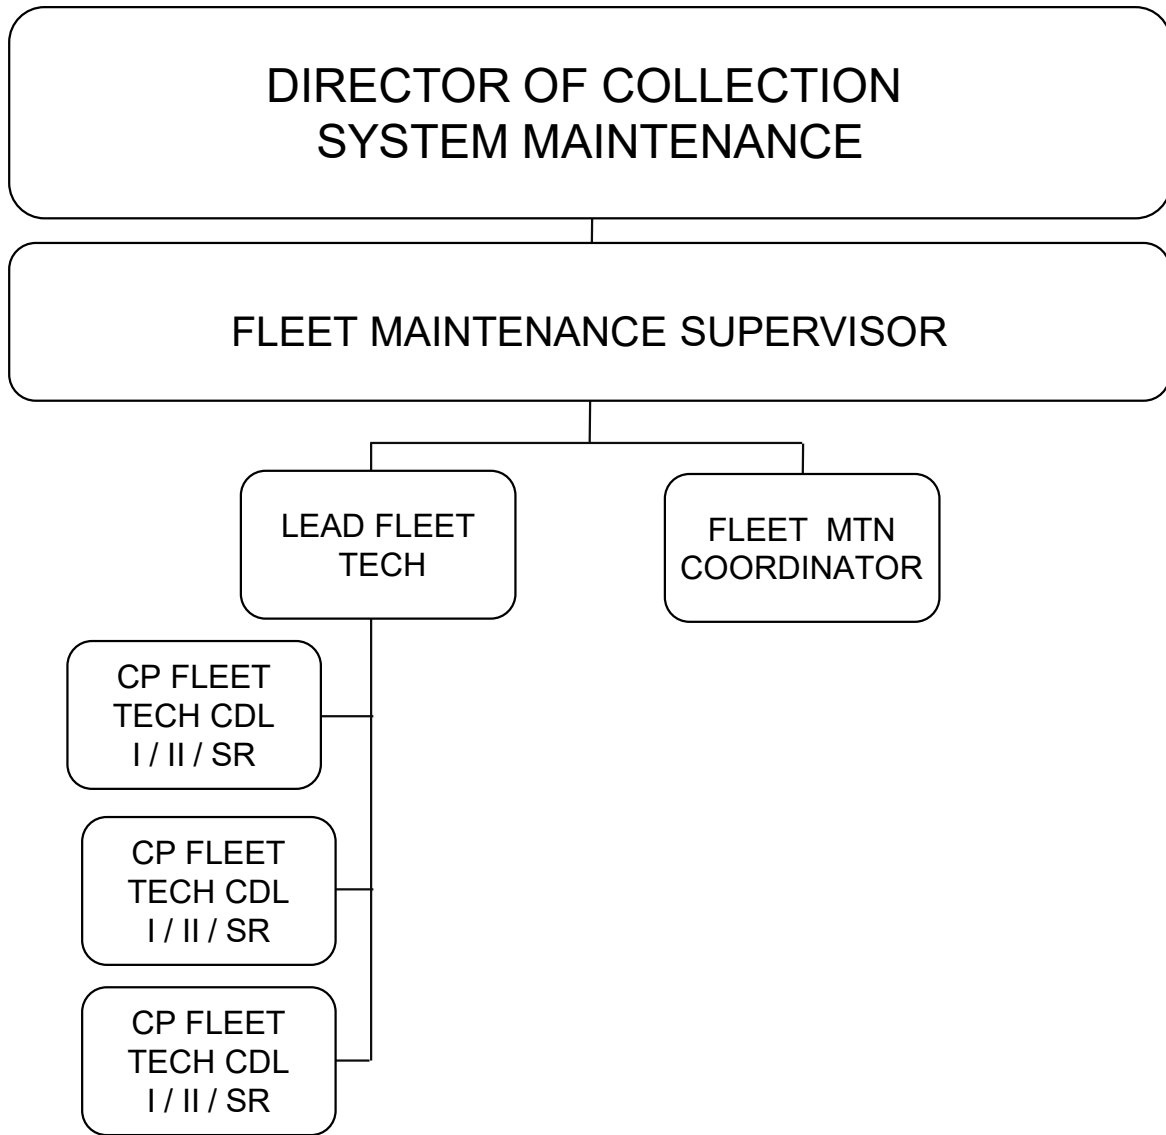 DIRECTOR OF COLLECTION
SYSTEM MAINTENANCE
FLEET MAINTENANCE SUPERVISOR
LEAD FLEET
TECH
FLEET  MTN
COORDINATOR
CP FLEET
TECH CDL
I / II / SR
CP FLEET
TECH CDL
I / II / SR
CP FLEET
TECH CDL
I / II / SR